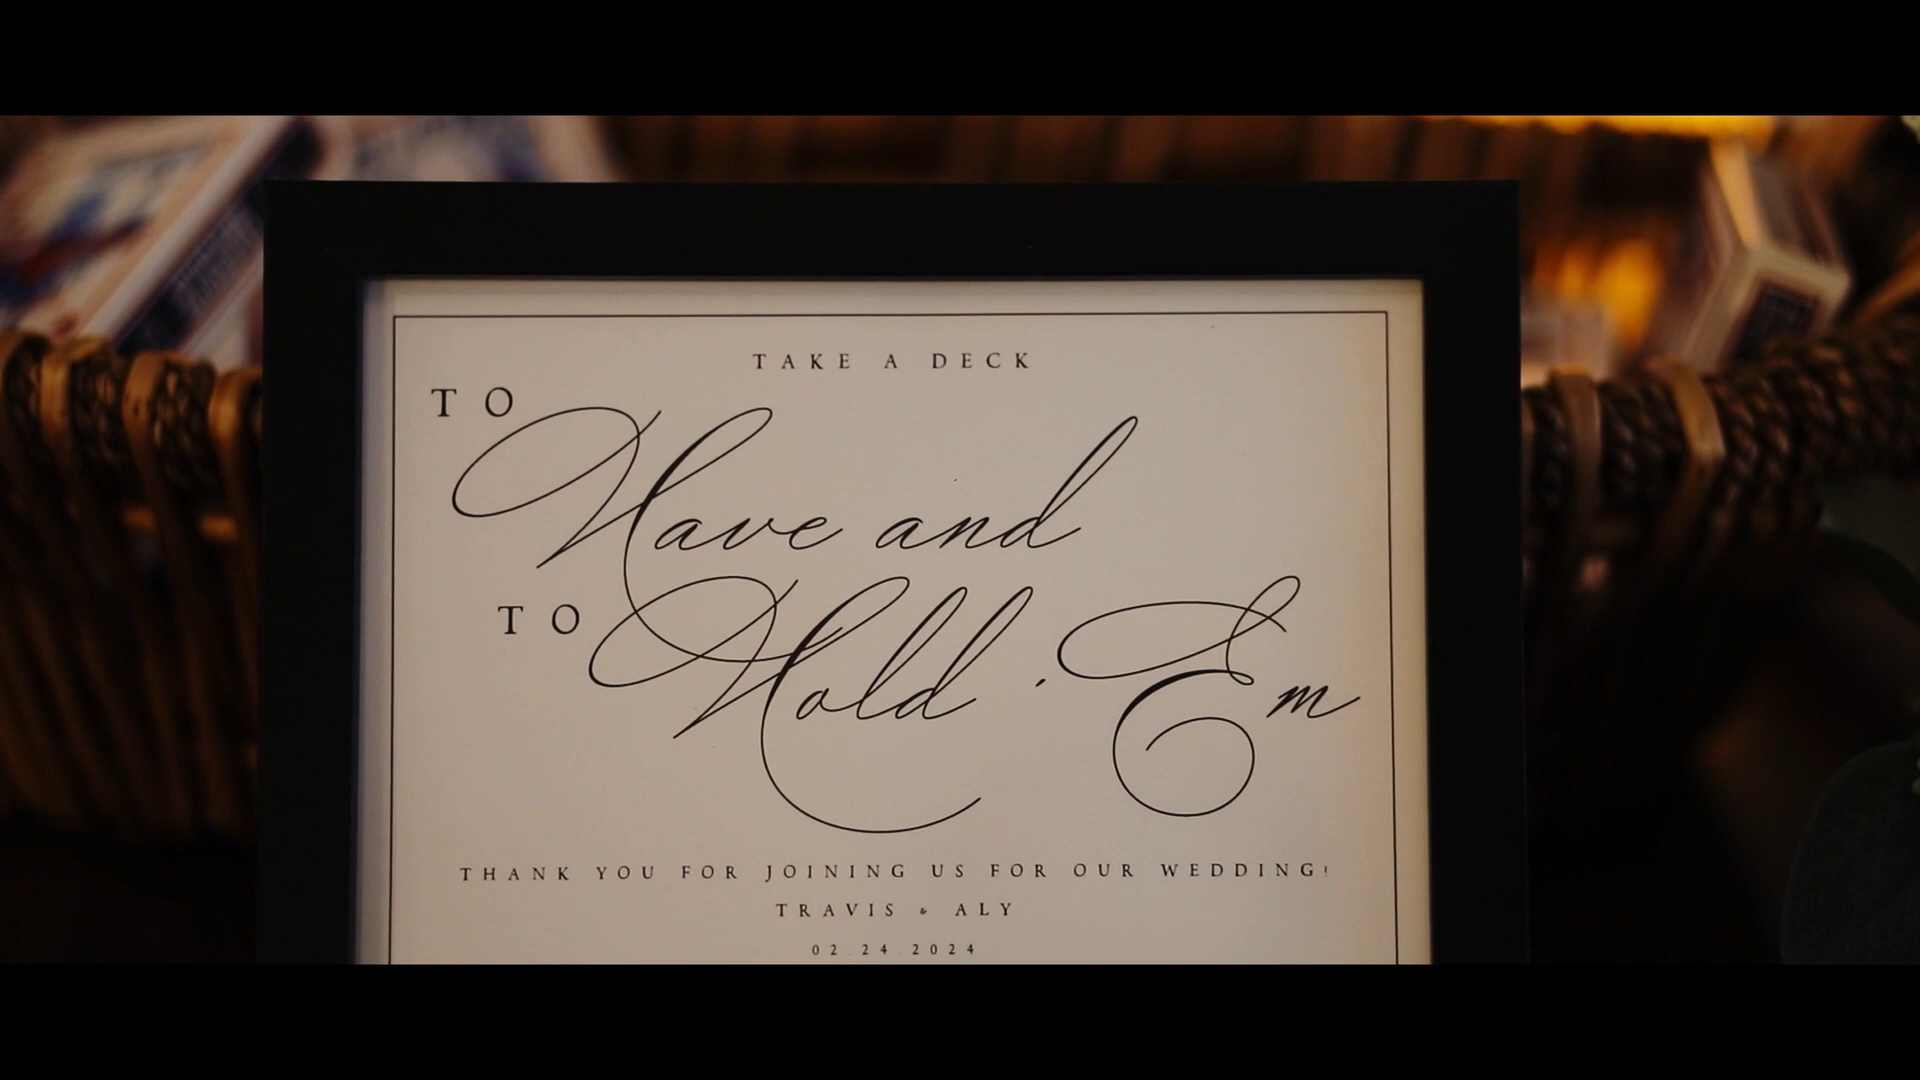 TAKE A DECK
TO
Have and
TO
Hold 'Em
THANK YOU FOR JOINING US FOR OUR WEDDING!
TRAVIS & ALY
02.24.2024